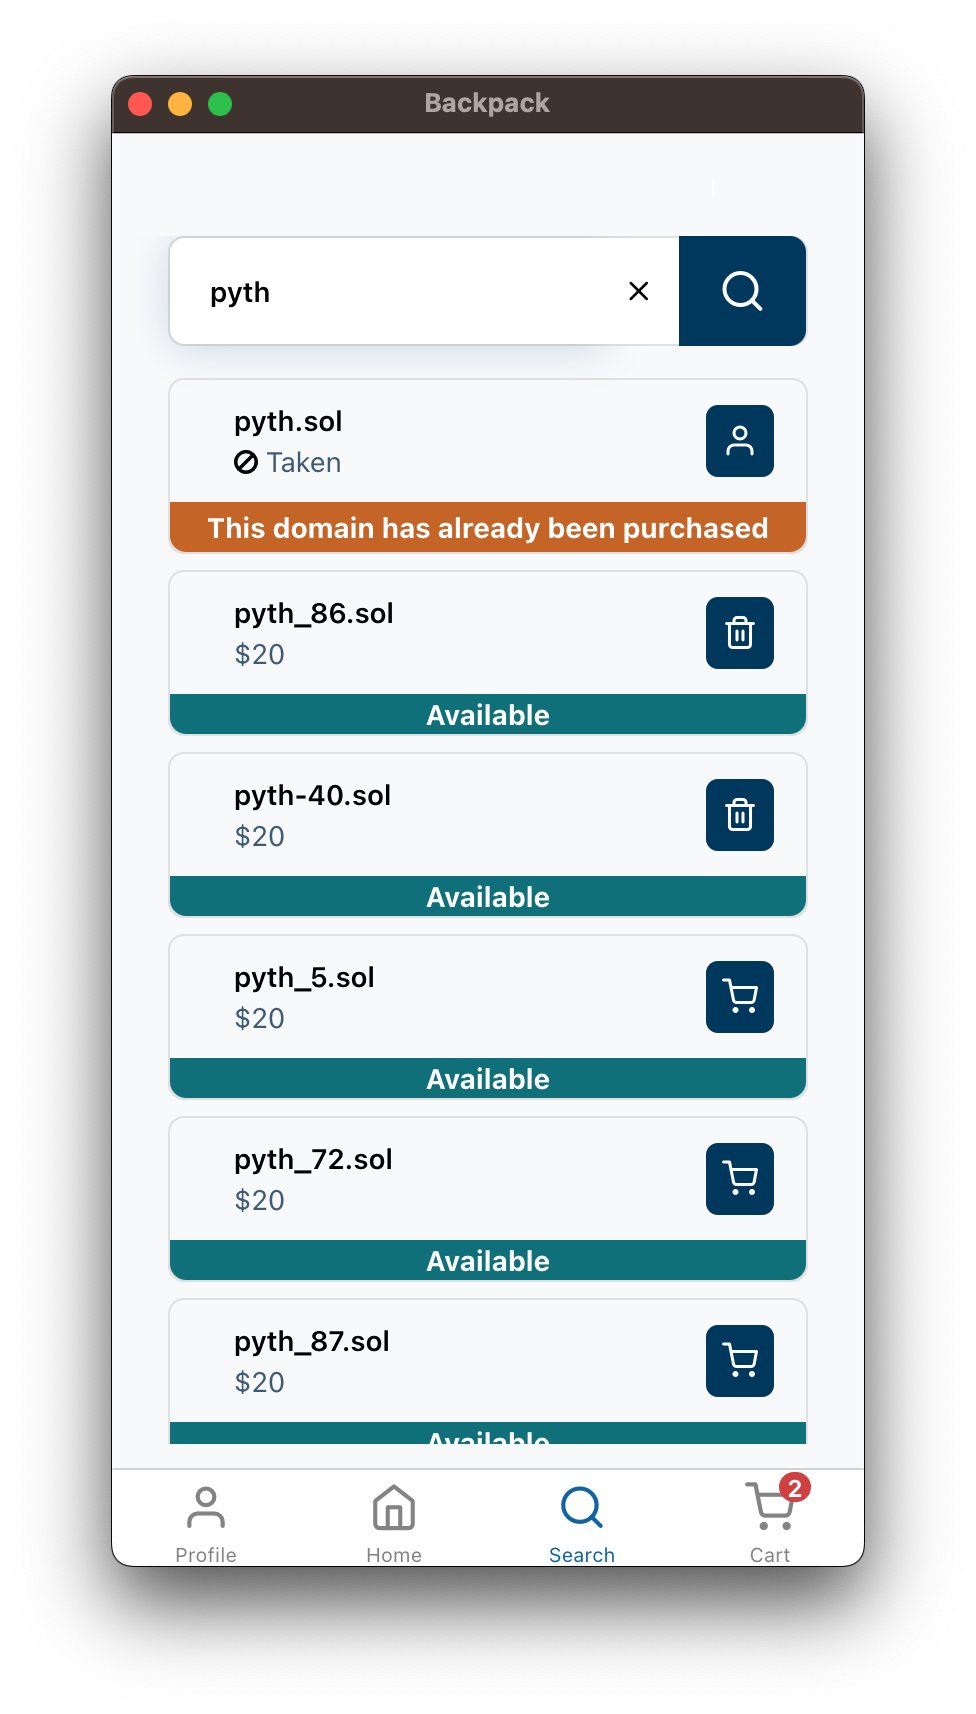 Backpack
pyth
pyth.sol
Taken
This domain has already been purchased
pyth_86.sol
$20
Available
pyth-40.sol
$20
Available
pyth_5.sol
$20
Available
pyth_72.sol
$20
Available
pyth_87.sol
$20
Available
2
Profile
Home
Search
Cart